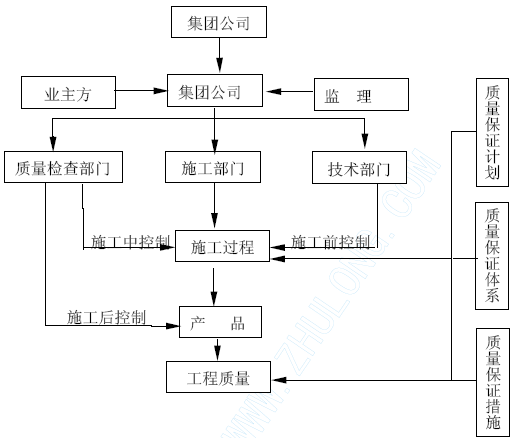 集团公司
业主方
集团公司
监 理
质量检查部门
施工部门
技术部门
施工中控制
施工过程
施工前控制
施工后控制
产 品
工程质量
质量保证计划
质量保证体系
质量保证措施
WWW.ZHULONG.COM